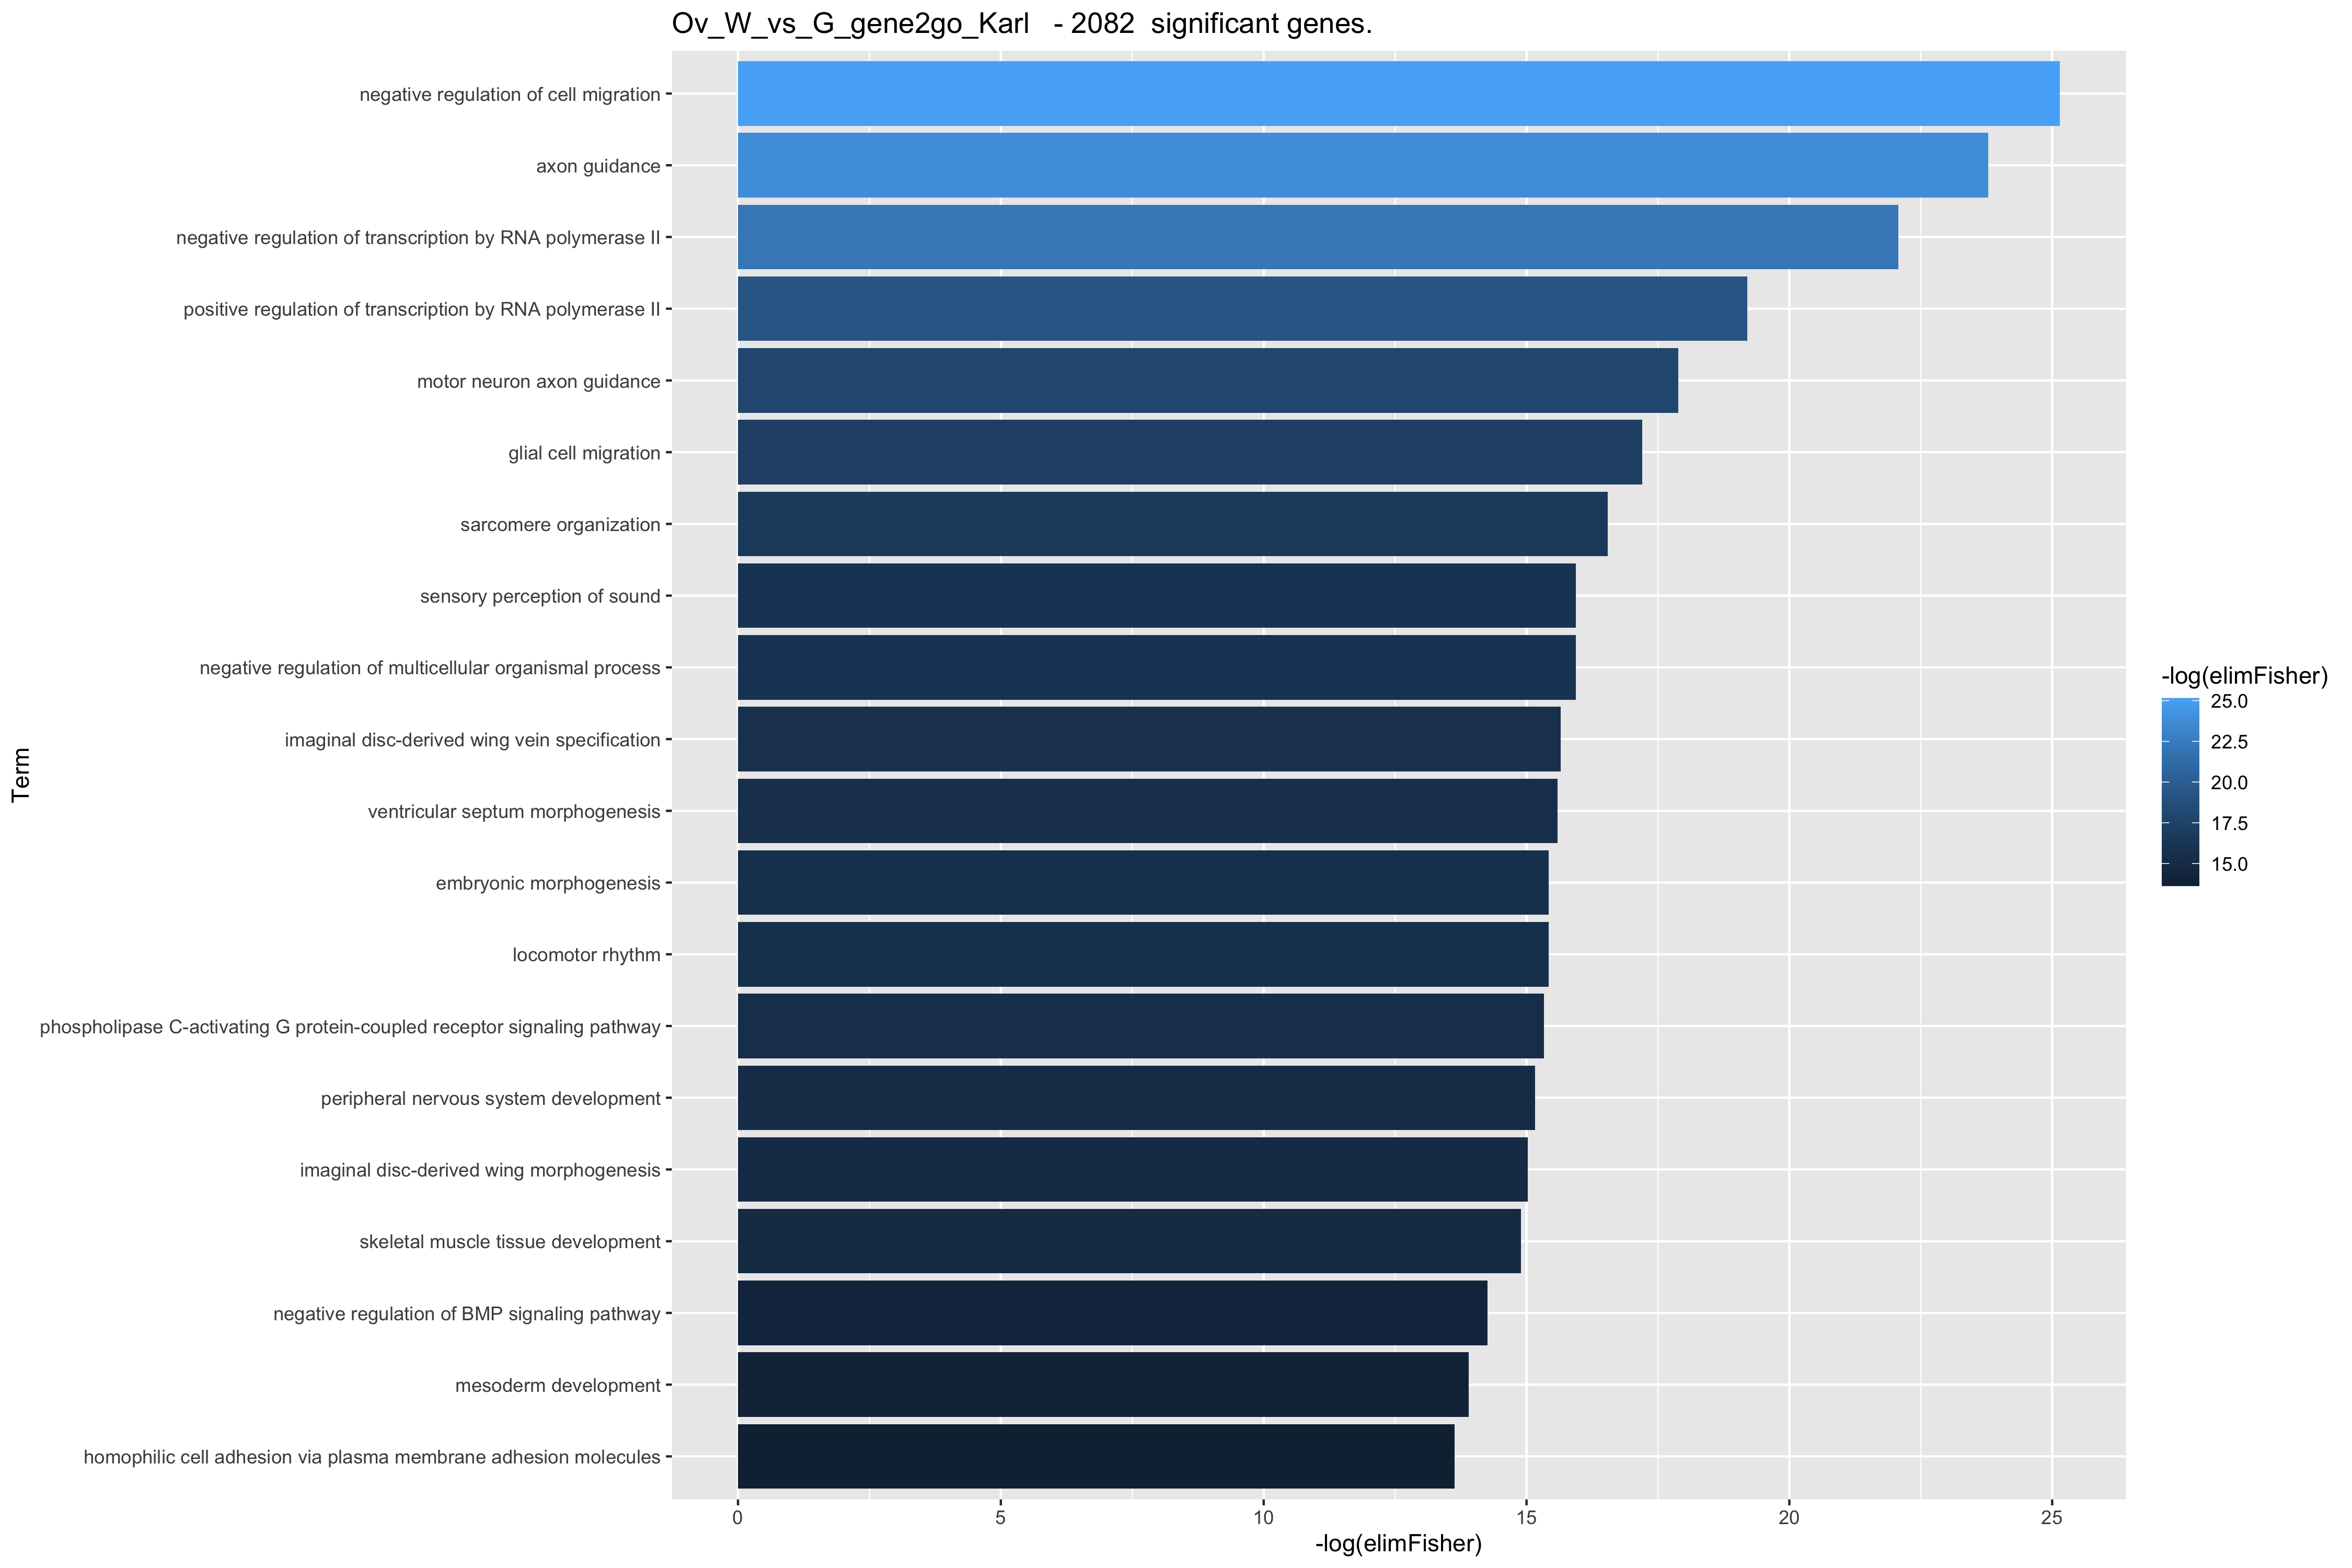 Ov_W_vs_G_gene2go_Karl - 2082 significant genes.
negative regulation of cell migration
axon guidance
negative regulation of transcription by RNA polymerase II
positive regulation of transcription by RNA polymerase II
motor neuron axon guidance
glial cell migration
sarcomere organization
sensory perception of sound
negative regulation of multicellular organismal process
imaginal disc-derived wing vein specification
ventricular septum morphogenesis
embryonic morphogenesis
locomotor rhythm
phospholipase C-activating G protein-coupled receptor signaling pathway
peripheral nervous system development
imaginal disc-derived wing morphogenesis
skeletal muscle tissue development
negative regulation of BMP signaling pathway
mesoderm development
homophilic cell adhesion via plasma membrane adhesion molecules
Term
0 5 10 15 20 25
-log(elimFisher)
-log(elimFisher)
25.0
22.5
20.0
17.5
15.0